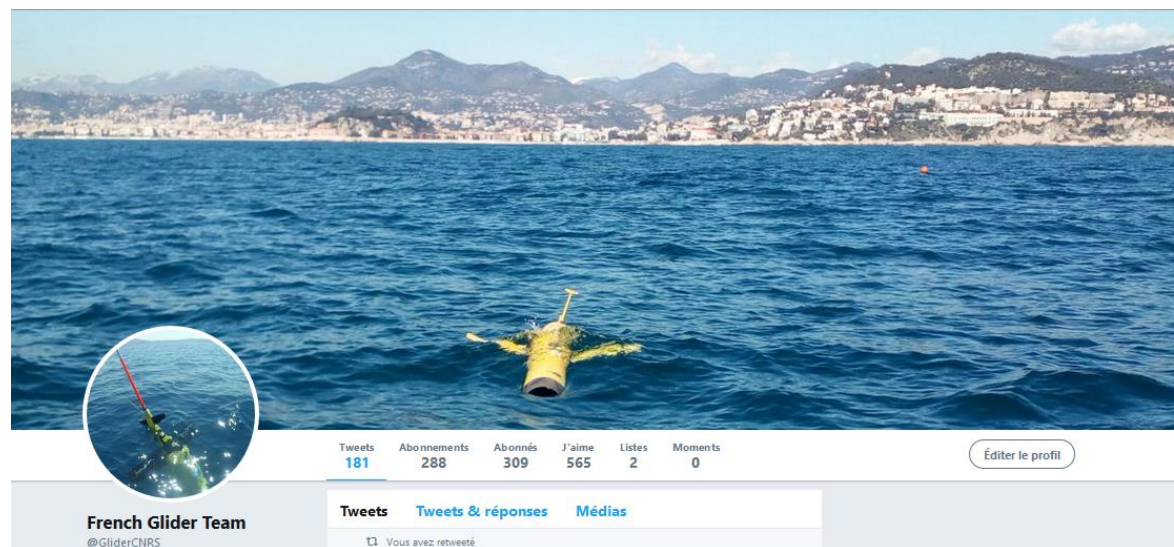 Tweets Abonnements Abonnés J'aime Listes Moments
181 288 309 565 2 0
Éditer le profil
French Glider Team
@GliderCNRS
Tweets Tweets & réponses Médias
Vous avez retweeté